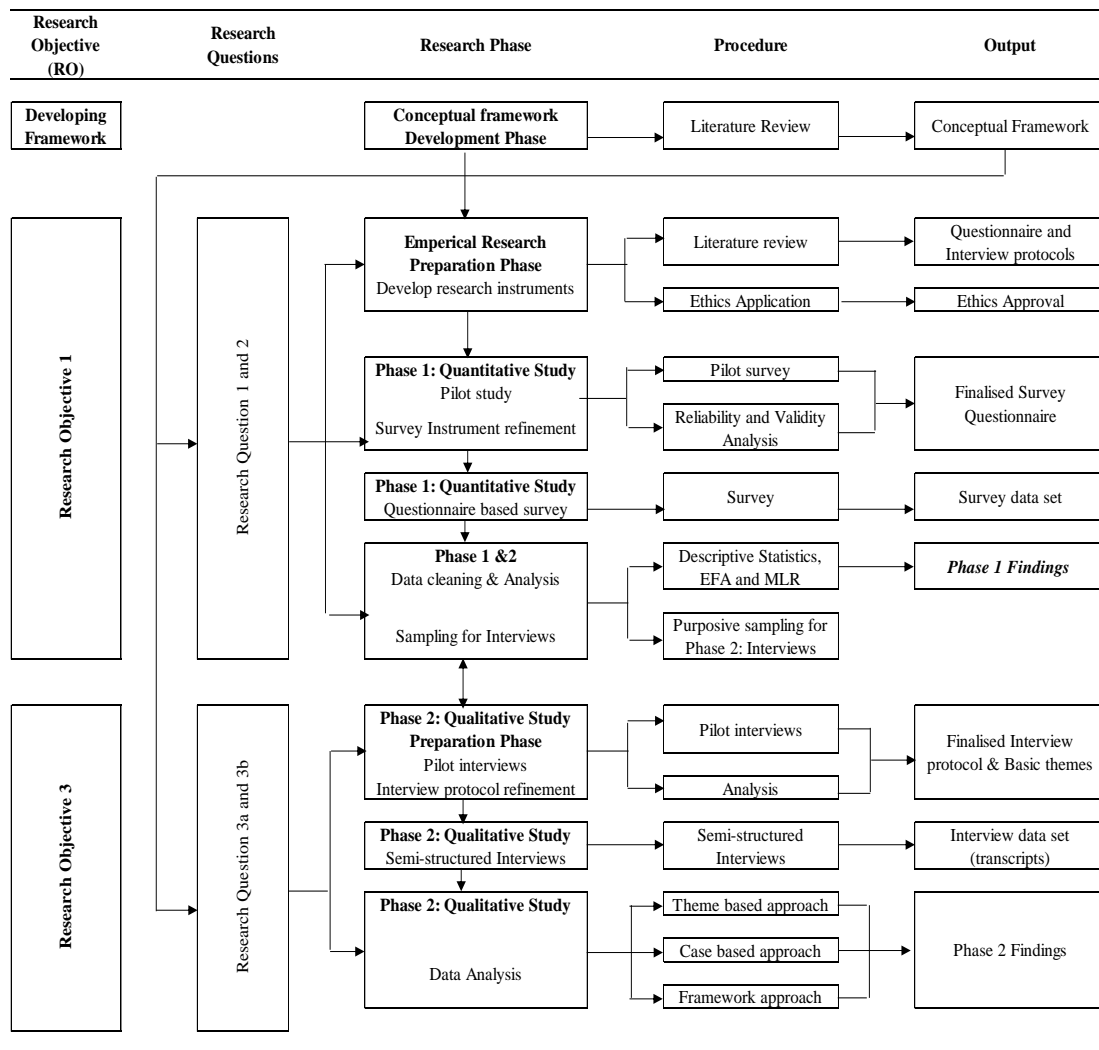 Research
Objective
(RO)
Research
Questions
Research Phase
Procedure
Output
Developing
Framework
Conceptual framework
Development Phase
Literature Review
Conceptual Framework
Research Objective 1
Research Question 1 and 2
Emperical Research
Preparation Phase
Develop research instruments
Literature review
Questionnaire and
Interview protocols
Ethics Application
Ethics Approval
Phase 1: Quantitative Study
Pilot study
Survey Instrument refinement
Pilot survey
Reliability and Validity
Analysis
Finalised Survey
Questionnaire
Phase 1: Quantitative Study
Questionnaire based survey
Survey
Survey data set
Phase 1 &2
Data cleaning & Analysis
Sampling for Interviews
Descriptive Statistics,
EFA and MLR
Phase 1 Findings
Purposive sampling for
Phase 2: Interviews
Research Objective 3
Research Question 3a and 3b
Phase 2: Qualitative Study
Preparation Phase
Pilot interviews
Interview protocol refinement
Pilot interviews
Analysis
Finalised Interview
protocol & Basic themes
Phase 2: Qualitative Study
Semi-structured Interviews
Semi-structured
Interviews
Interview data set
(transcripts)
Phase 2: Qualitative Study
Data Analysis
Theme based approach
Case based approach
Framework approach
Phase 2 Findings